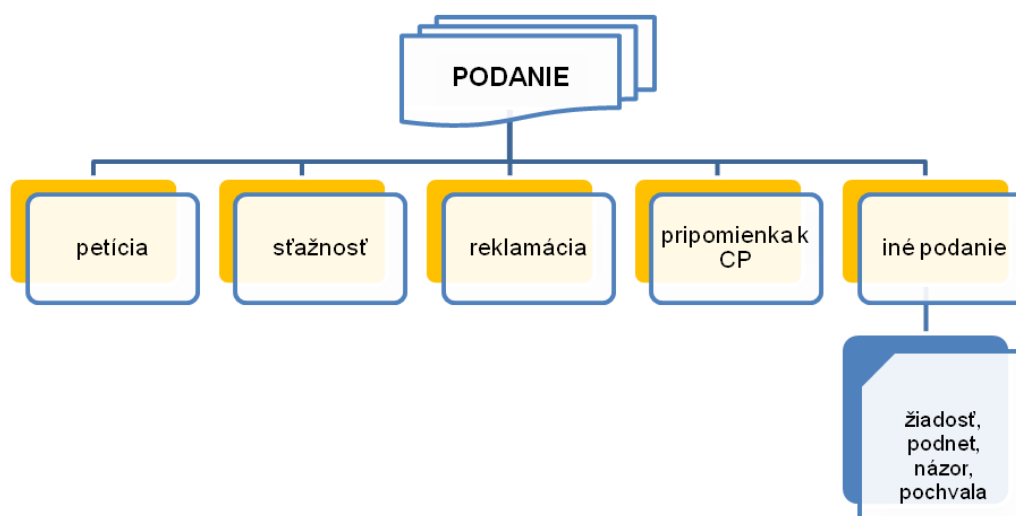 PODANIE
petícia
sťažnosť
reklamácia
pripomienka k
CP
iné podanie
žiadosť,
podnet,
názor,
pochvala